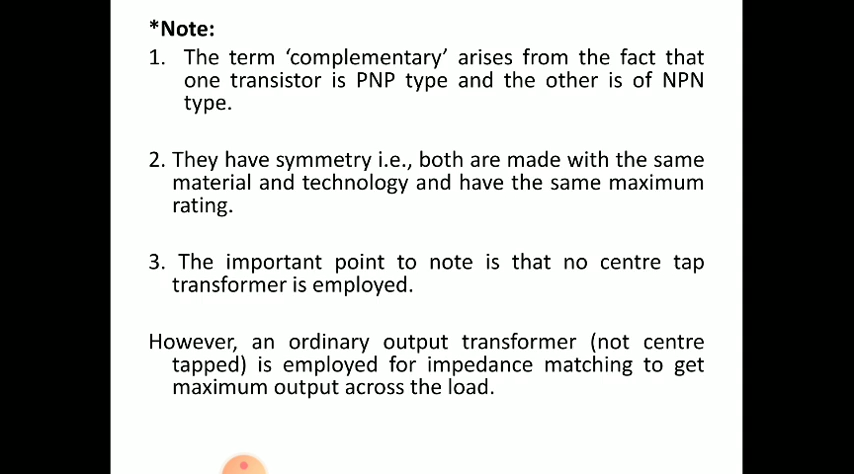 *Note:
1. The term ‘complementary’ arises from the fact that
one transistor is PNP type and the other is of NPN
type.
2. They have symmetry i.e., both are made with the same
material and technology and have the same maximum
rating.
3. The important point to note is that no centre tap
transformer is employed.
However, an ordinary output transformer (not centre
tapped) is employed for impedance matching to get
maximum output across the load.